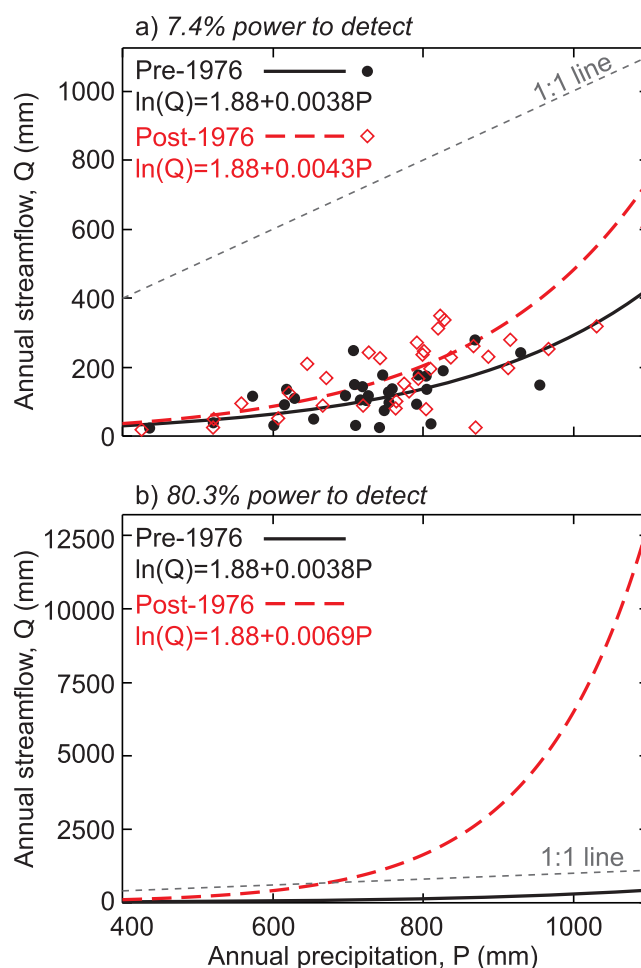 a) 7.4% power to detect
Pre-1976
ln(Q)=1.88+0.0038P
Post-1976
ln(Q)=1.88+0.0043P
1:1 line
Annual streamflow, Q (mm)
1000
800
600
400
200
0
b) 80.3% power to detect
Pre-1976
ln(Q)=1.88+0.0038P
Post-1976
ln(Q)=1.88+0.0069P
1:1 line
Annual streamflow, Q (mm)
12500
10000
7500
5000
2500
0
400 600 800 1000
Annual precipitation, P (mm)